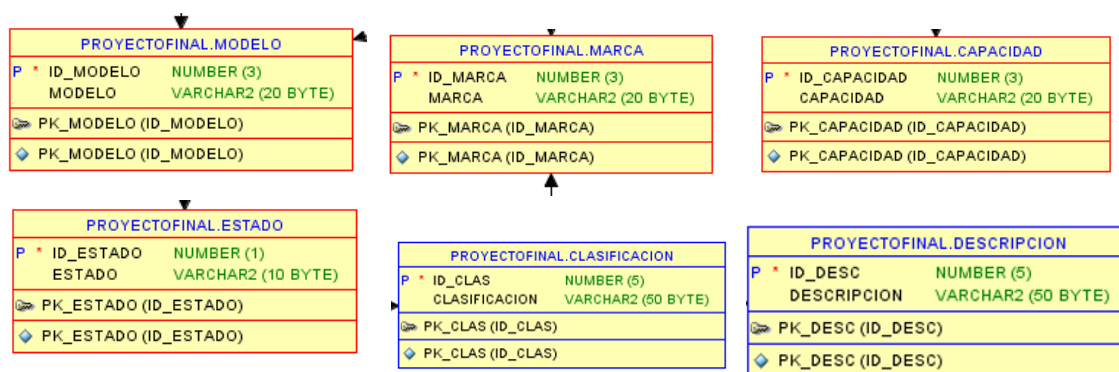 PROYECTOFINAL.MODELO
P * ID_MODELO NUMBER (3)
MODELO VARCHAR2 (20 BYTE)
PK_MODELO (ID_MODELO)
PK_MODELO (ID_MODELO)
PROYECTOFINAL.MARCA
P * ID_MARCA NUMBER (3)
MARCA VARCHAR2 (20 BYTE)
PK_MARCA (ID_MARCA)
PK_MARCA (ID_MARCA)
PROYECTOFINAL.CAPACIDAD
P * ID_CAPACIDAD NUMBER (3)
CAPACIDAD VARCHAR2 (20 BYTE)
PK_CAPACIDAD (ID_CAPACIDAD)
PK_CAPACIDAD (ID_CAPACIDAD)
PROYECTOFINAL.ESTADO
P * ID_ESTADO NUMBER (1)
ESTADO VARCHAR2 (10 BYTE)
PK_ESTADO (ID_ESTADO)
PK_ESTADO (ID_ESTADO)
PROYECTOFINAL.CLASIFICACION
P * ID_CLAS NUMBER (5)
CLASIFICACION VARCHAR2 (50 BYTE)
PK_CLAS (ID_CLAS)
PK_CLAS (ID_CLAS)
PROYECTOFINAL.DESCRIPCION
P * ID_DESC NUMBER (5)
DESCRIPCION VARCHAR2 (50 BYTE)
PK_DESC (ID_DESC)
PK_DESC (ID_DESC)